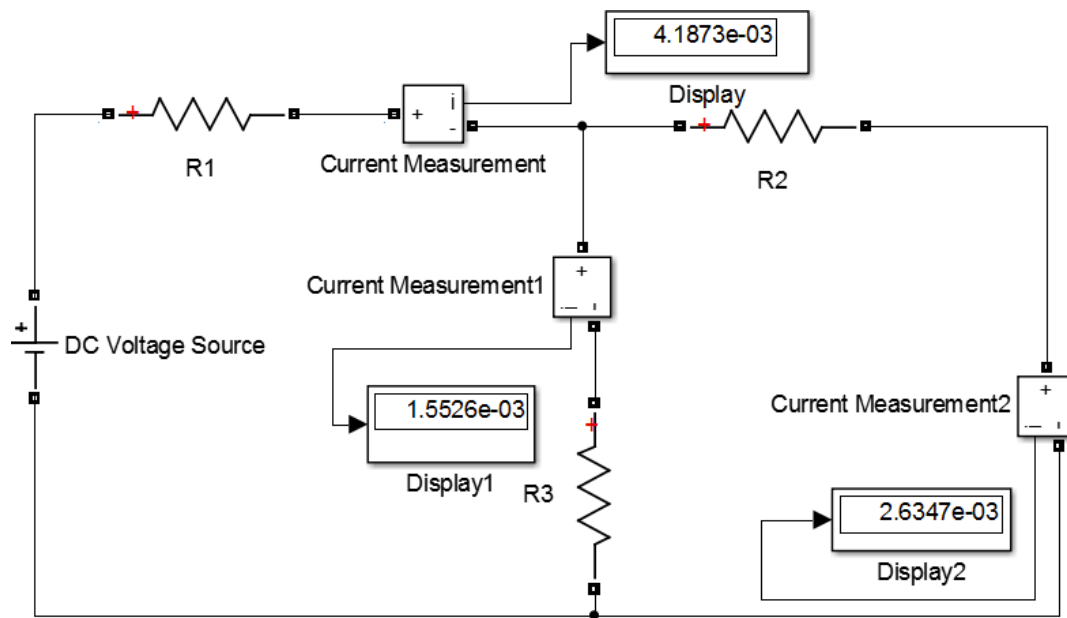 4.1873e-03
Display
+
R1
+ i -
Current Measurement
+
R2
+
i -
Current Measurement1
+
DC Voltage Source
1.5526e-03
Display1
+
R3
+
i -
Current Measurement2
2.6347e-03
Display2